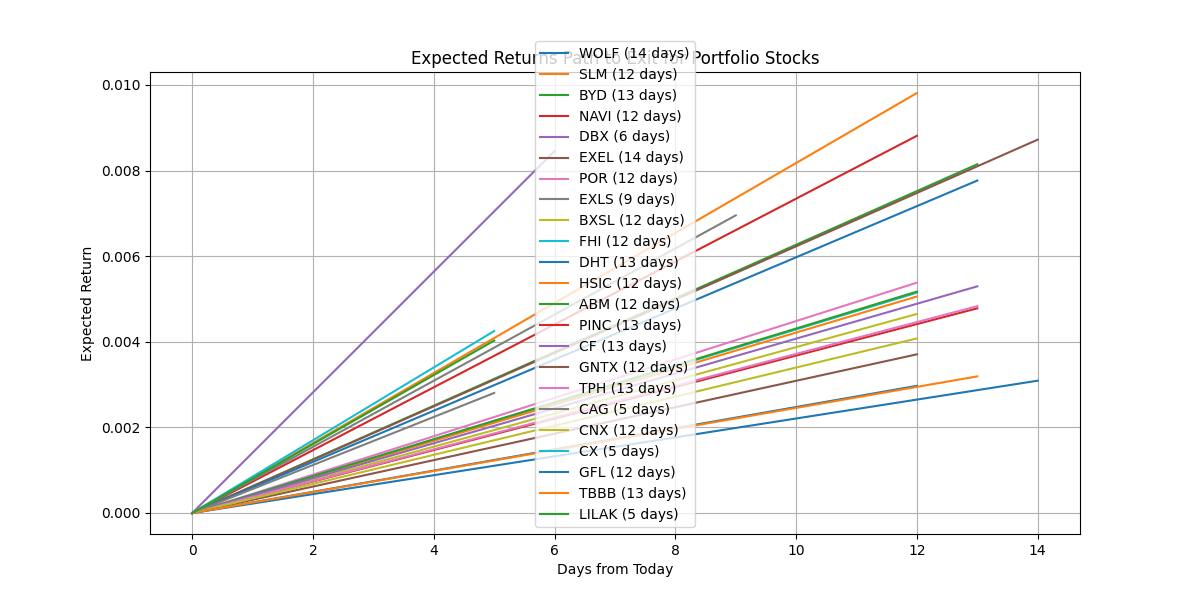 Expected Returns Path to Exit for Portfolio Stocks
WOLF (14 days)
SLM (12 days)
BYD (13 days)
NAVI (12 days)
DBX (6 days)
EXEL (14 days)
POR (12 days)
EXLS (9 days)
BXSL (12 days)
FHI (12 days)
DHT (13 days)
HSIC (12 days)
ABM (12 days)
PINC (13 days)
CF (13 days)
GNTX (12 days)
TPH (13 days)
CAG (5 days)
CNX (12 days)
CX (5 days)
GFL (12 days)
TBBB (13 days)
LILAK (5 days)
Expected Return
0.010
0.008
0.006
0.004
0.002
0.000
0 2 4 6 8 10 12 14
Days from Today